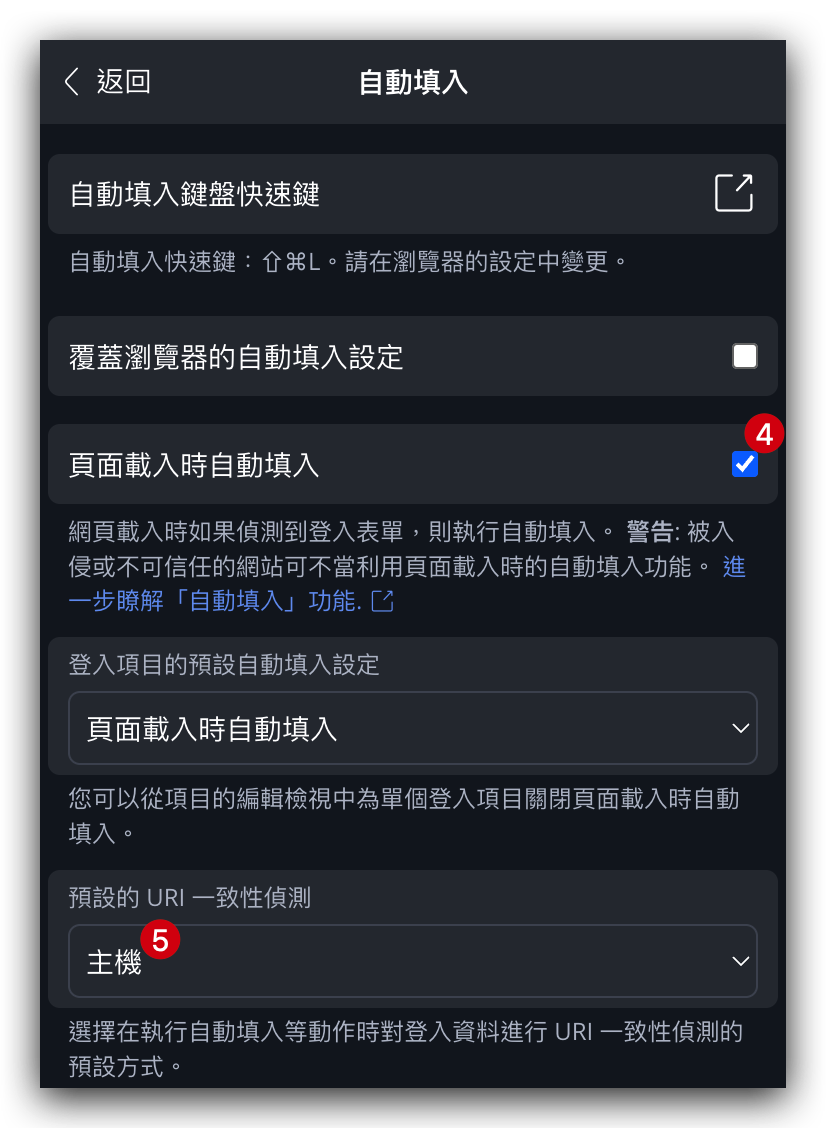 返回
自動填入
自動填入鍵盤快速鍵
自動填入快速鍵：⇧⌘L。請在瀏覽器的設定中變更。
覆蓋瀏覽器的自動填入設定
4
頁面載入時自動填入
網頁載入時如果偵測到登入表單，則執行自動填入。 警告: 被入
侵或不可信任的網站可不當利用頁面載入時的自動填入功能。 進
一步瞭解「自動填入」功能.
登入項目的預設自動填入設定
頁面載入時自動填入
您可以從項目的編輯檢視中為單個登入項目關閉頁面載入時自動
填入。
預設的 URI 一致性偵測
5
主機
選擇在執行自動填入等動作時對登入資料進行 URI 一致性偵測的
預設方式。